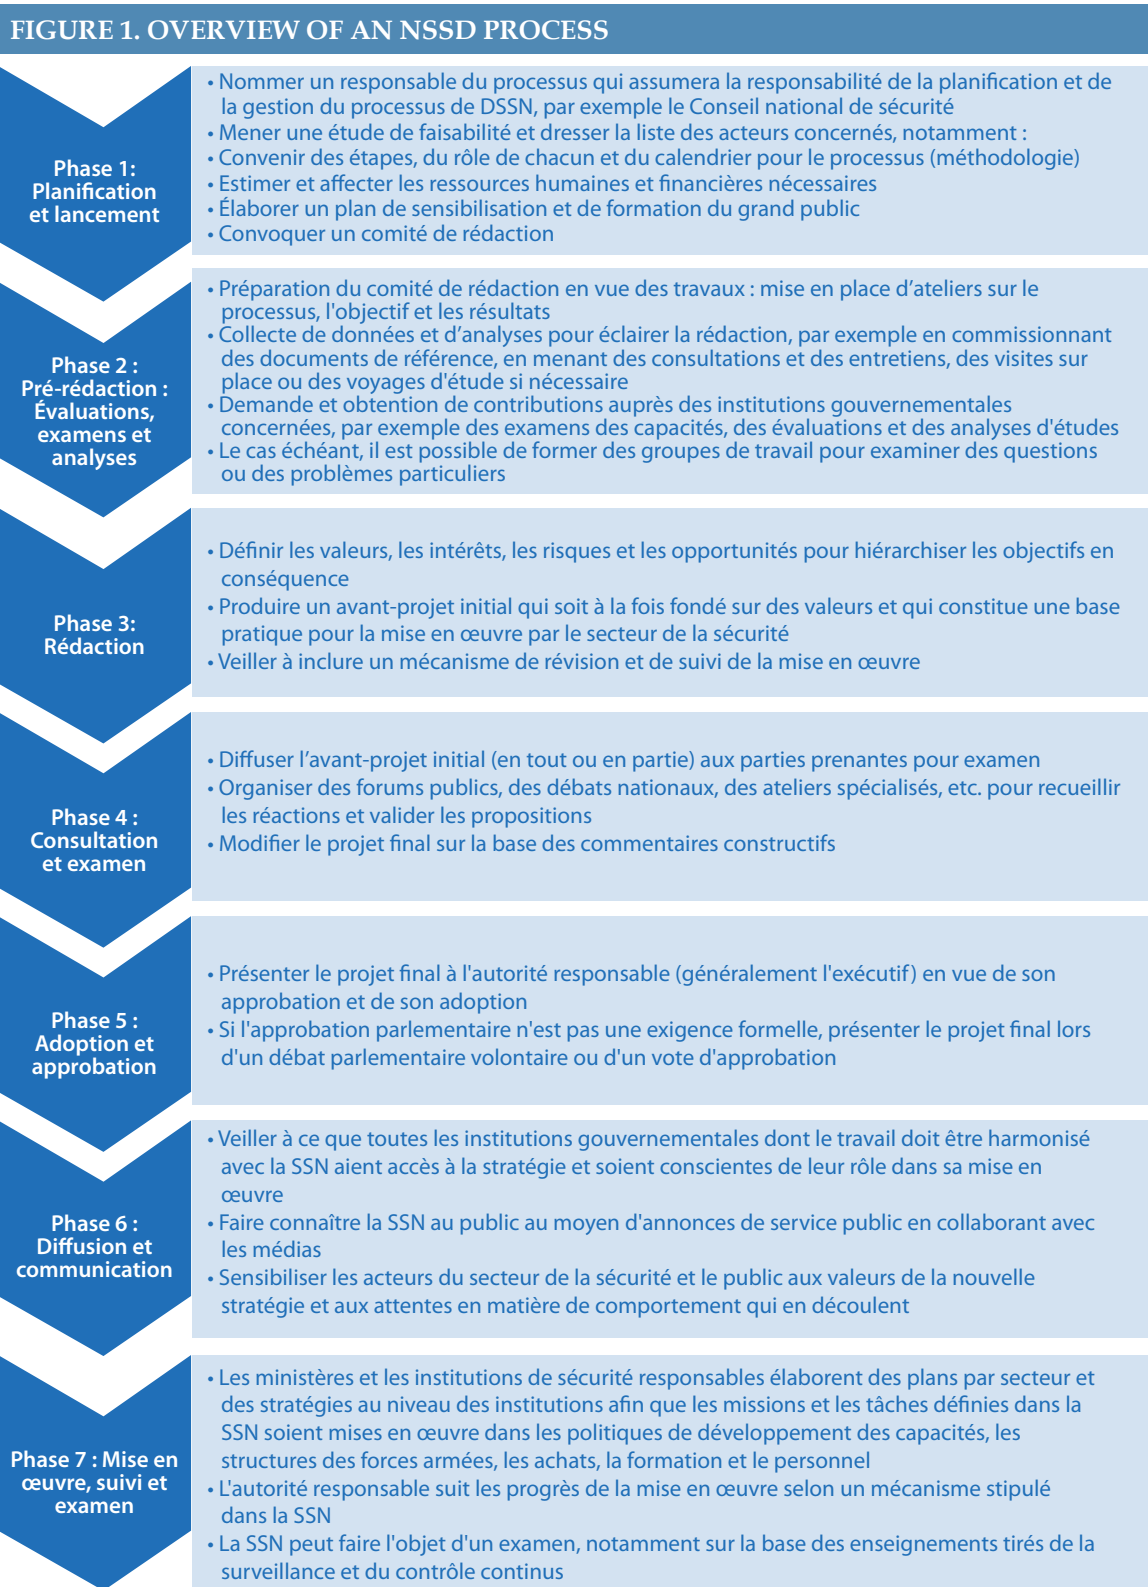 FIGURE 1. OVERVIEW OF AN NSSD PROCESS
Phase 1:
Planification
et lancement
• Nommer un responsable du processus qui assumera la responsabilité de la planification et de
la gestion du processus de DSSN, par exemple le Conseil national de sécurité
• Mener une étude de faisabilité et dresser la liste des acteurs concernés, notamment :
• Convenir des étapes, du rôle de chacun et du calendrier pour le processus (méthodologie)
• Estimer et affecter les ressources humaines et financières nécessaires
• Élaborer un plan de sensibilisation et de formation du grand public
• Convoquer un comité de rédaction
Phase 2 :
Pré-rédaction :
Évaluations,
examens et
analyses
• Préparation du comité de rédaction en vue des travaux : mise en place d’ateliers sur le
processus, l'objectif et les résultats
• Collecte de données et d’analyses pour éclairer la rédaction, par exemple en commissionnant
des documents de référence, en menant des consultations et des entretiens, des visites sur
place ou des voyages d'étude si nécessaire
• Demande et obtention de contributions auprès des institutions gouvernementales
concernées, par exemple des examens des capacités, des évaluations et des analyses d'études
• Le cas échéant, il est possible de former des groupes de travail pour examiner des questions
ou des problèmes particuliers
Phase 3:
Rédaction
• Définir les valeurs, les intérêts, les risques et les opportunités pour hiérarchiser les objectifs en
conséquence
• Produire un avant-projet initial qui soit à la fois fondé sur des valeurs et qui constitue une base
pratique pour la mise en œuvre par le secteur de la sécurité
• Veiller à inclure un mécanisme de révision et de suivi de la mise en œuvre
Phase 4 :
Consultation
et examen
• Diffuser l’avant-projet initial (en tout ou en partie) aux parties prenantes pour examen
• Organiser des forums publics, des débats nationaux, des ateliers spécialisés, etc. pour recueillir
les réactions et valider les propositions
• Modifier le projet final sur la base des commentaires constructifs
Phase 5 :
Adoption et
approbation
• Présenter le projet final à l'autorité responsable (généralement l'exécutif) en vue de son
approbation et de son adoption
• Si l'approbation parlementaire n'est pas une exigence formelle, présenter le projet final lors
d'un débat parlementaire volontaire ou d'un vote d'approbation
Phase 6 :
Diffusion et
communication
• Veiller à ce que toutes les institutions gouvernementales dont le travail doit être harmonisé
avec la SSN aient accès à la stratégie et soient conscientes de leur rôle dans sa mise en
œuvre
• Faire connaître la SSN au public au moyen d'annonces de service public en collaborant avec
les médias
• Sensibiliser les acteurs du secteur de la sécurité et le public aux valeurs de la nouvelle
stratégie et aux attentes en matière de comportement qui en découlent
Phase 7 : Mise en
œuvre, suivi et
examen
• Les ministères et les institutions de sécurité responsables élaborent des plans par secteur et
des stratégies au niveau des institutions afin que les missions et les tâches définies dans la
SSN soient mises en œuvre dans les politiques de développement des capacités, les
structures des forces armées, les achats, la formation et le personnel
• L'autorité responsable suit les progrès de la mise en œuvre selon un mécanisme stipulé
dans la SSN
• La SSN peut faire l'objet d'un examen, notamment sur la base des enseignements tirés de la
surveillance et du contrôle continus